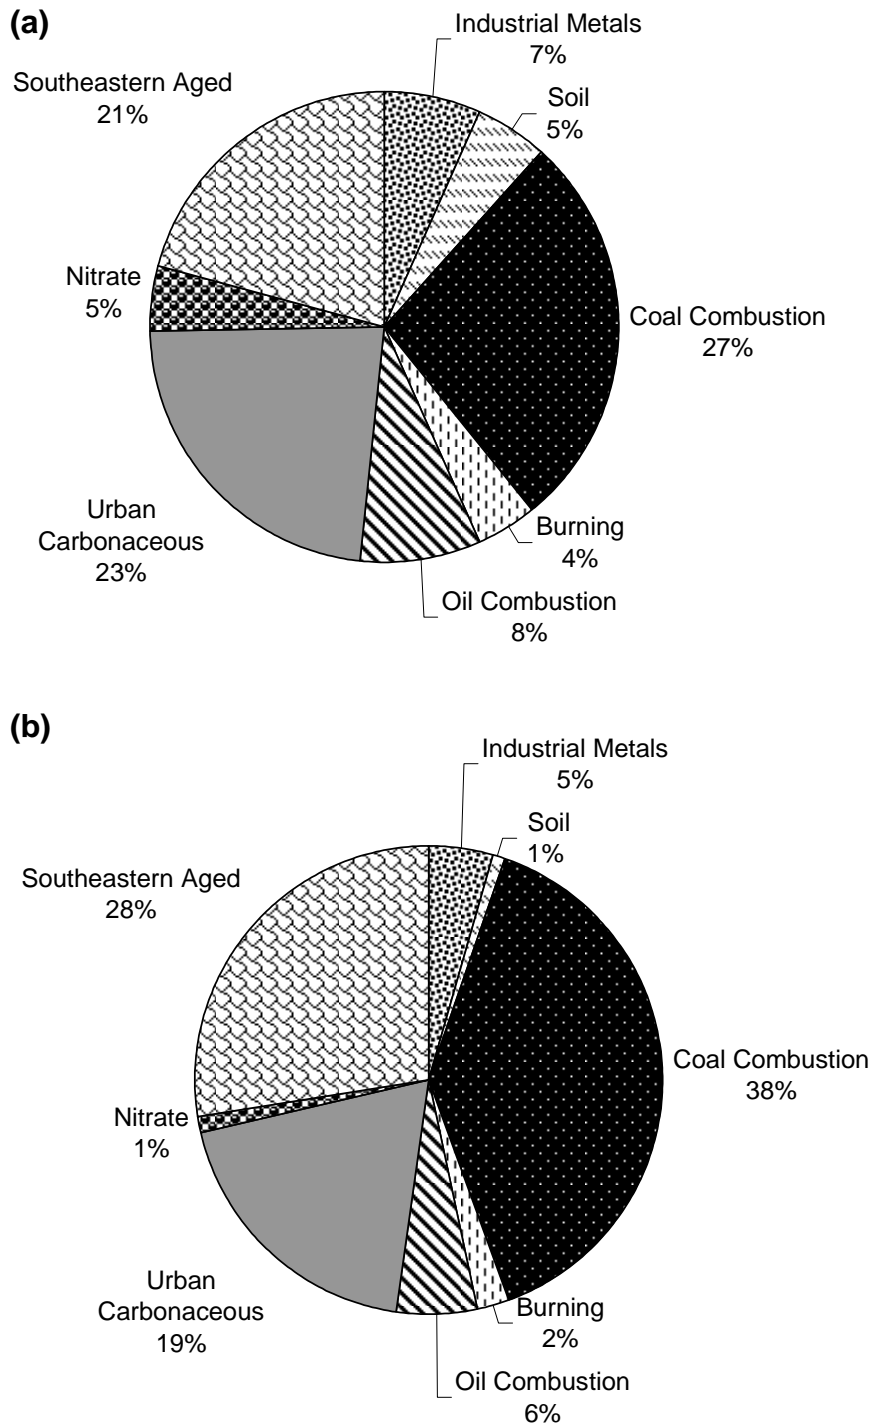 (a)
Industrial Metals
7%
Southeastern Aged
21%
Soil
5%
Nitrate
5%
Coal Combustion
27%
Urban
Carbonaceous
23%
Burning
4%
Oil Combustion
8%
(b)
Industrial Metals
5%
Soil
1%
Southeastern Aged
28%
Coal Combustion
38%
Nitrate
1%
Urban
Carbonaceous
19%
Burning
2%
Oil Combustion
6%